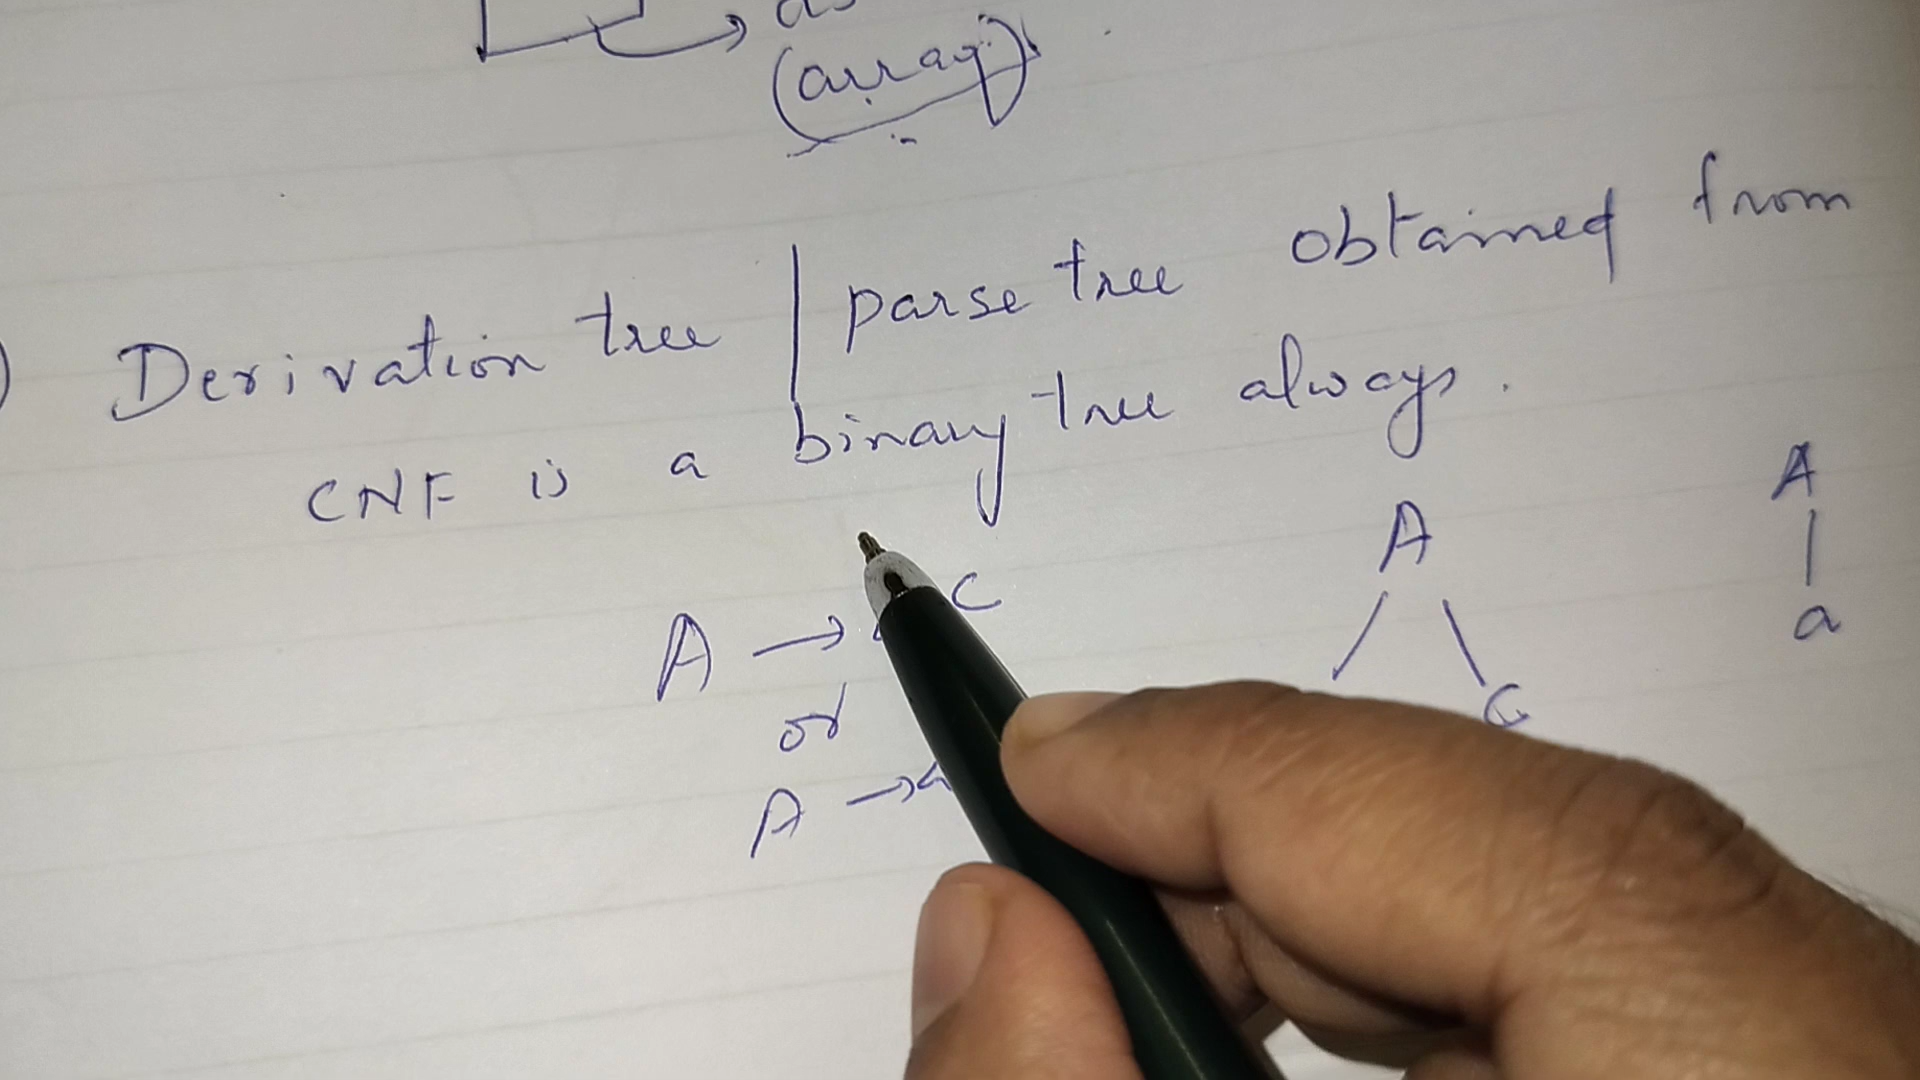 (array)
Derivation tree | parse tree obtained from
CNF is a binary tree always.
A → C
or
A → a
A
C
A
a